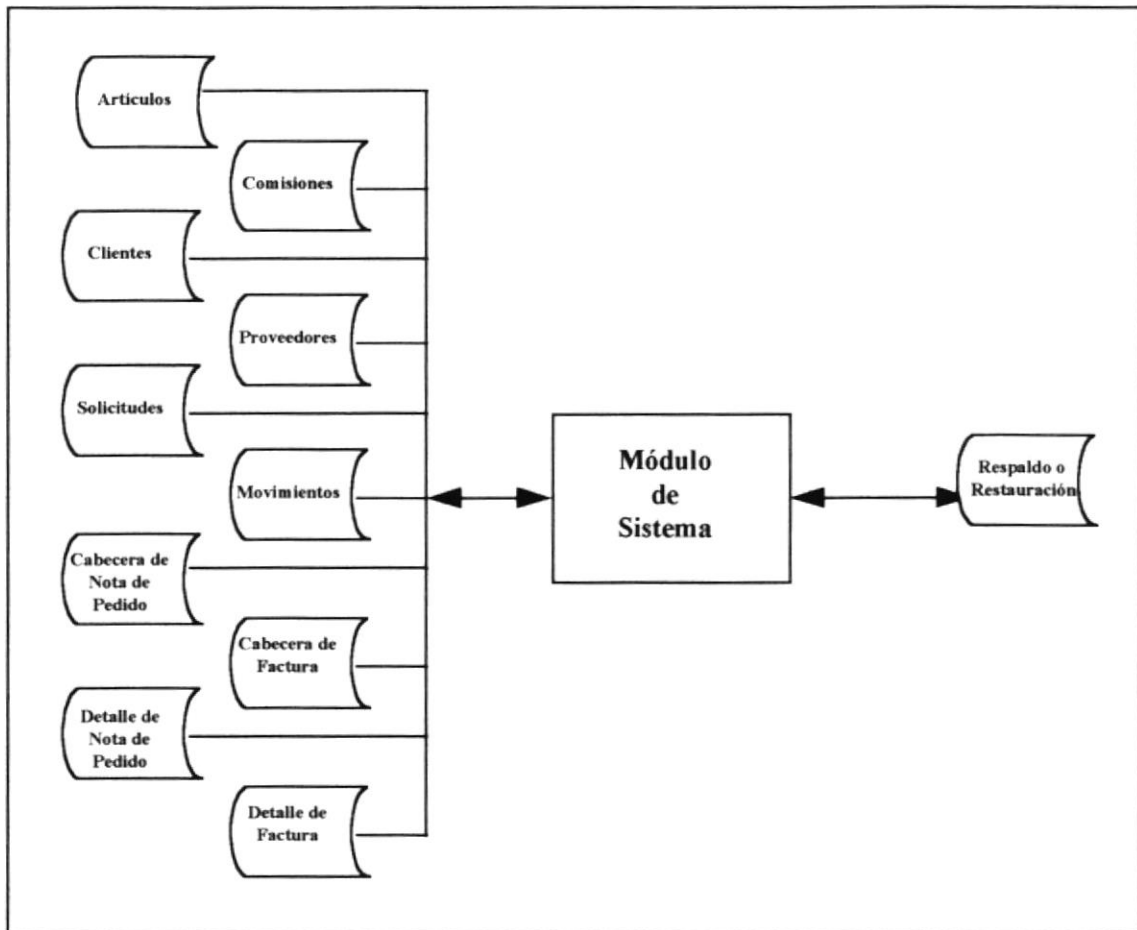 Artículos
Comisiones
Clientes
Proveedores
Solicitudes
Movimientos
Cabecera de
Nota de
Pedido
Cabecera de
Factura
Detalle de
Nota de
Pedido
Detalle de
Factura
Módulo
de
Sistema
Respaldo o
Restauración